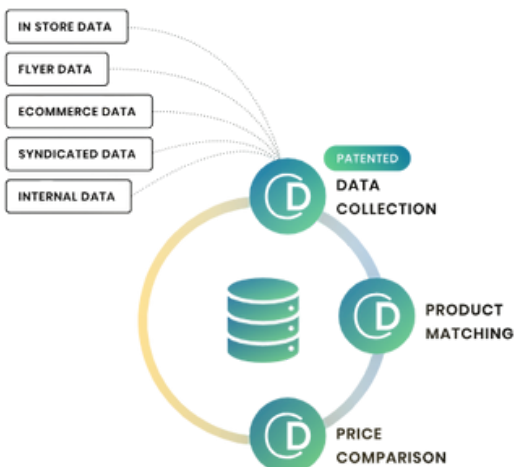 IN STORE DATA
FLYER DATA
ECOMMERCE DATA
SYNDICATED DATA
INTERNAL DATA
PATENTED
DATA
COLLECTION
D
PRODUCT
MATCHING
D
PRICE
COMPARISON
D